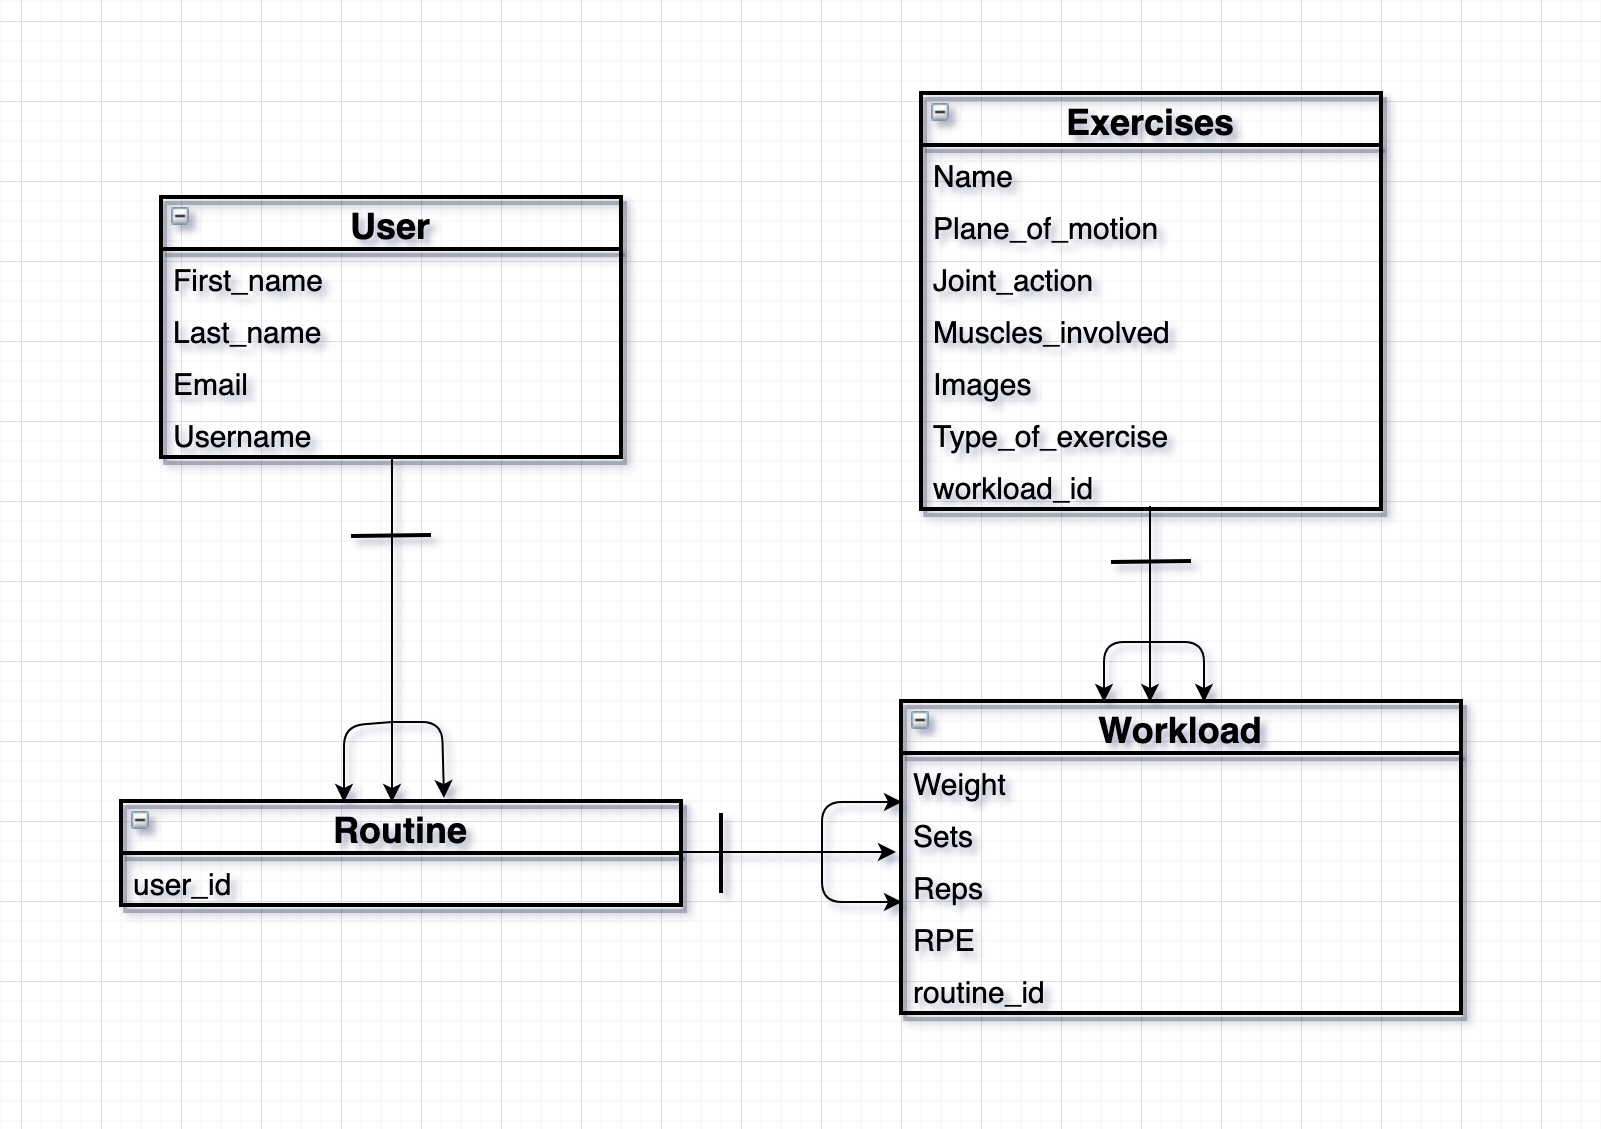 User
First_name
Last_name
Email
Username
Exercises
Name
Plane_of_motion
Joint_action
Muscles_involved
Images
Type_of_exercise
workload_id
Routine
user_id
Workload
Weight
Sets
Reps
RPE
routine_id